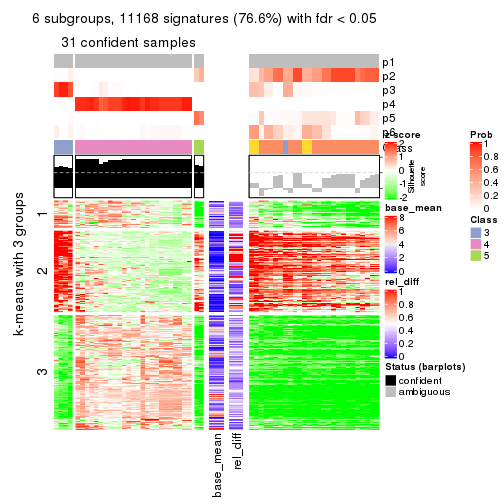 6 subgroups, 11168 signatures (76.6%) with fdr < 0.05
31 confident samples
p1
p2
p3
p4
p5
p6
Class
Silhouette
score
k-means with 3 groups
1
2
3
base_mean
rel_diff
z-score
2
1
0
-1
-2
base_mean
8
6
4
2
0
rel_diff
1
0.8
0.6
0.4
0.2
0
Status (barplots)
confident
ambiguous
Prob
1
0.8
0.6
0.4
0.2
0
Class
3
4
5